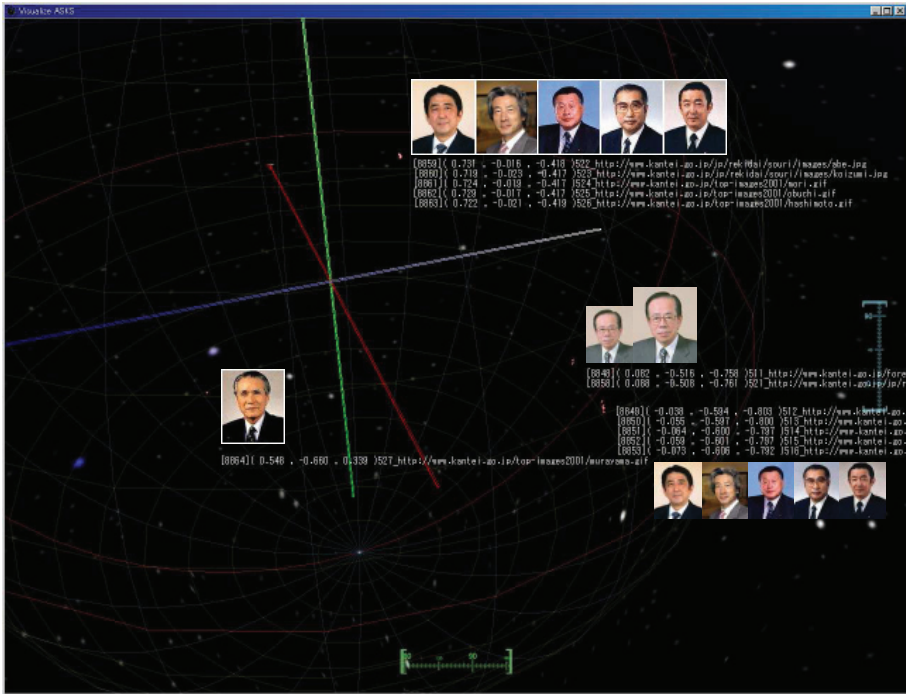 Visualize ASKS
[8859]( 0.731 , -0.016 , -0.418 )522_http://www.kantei.go.jp/jp/rekidai/souri/images/abe.jpg
[8860]( 0.719 , -0.023 , -0.417 )523_http://www.kantei.go.jp/jp/rekidai/souri/images/koizumi.jpg
[8861]( 0.724 , -0.019 , -0.417 )524_http://www.kantei.go.jp/top-images2001/mori.gif
[8862]( 0.729 , -0.017 , -0.417 )525_http://www.kantei.go.jp/top-images2001/obuchi.gif
[8863]( 0.722 , -0.021 , -0.419 )526_http://www.kantei.go.jp/top-images2001/hashimoto.gif
[8848]( 0.082 , -0.516 , -0.758 )511_http://www.kantei.go.jp/fore
[8858]( 0.088 , -0.508 , -0.761 )521_http://www.kantei.go.jp/jp/r
[8849]( -0.038 , -0.594 , -0.803 )512_http://www.kantei.go.
[8850]( -0.055 , -0.597 , -0.800 )513_http://www.kantei.go.
[8851]( -0.064 , -0.600 , -0.797 )514_http://www.kantei.go.
[8852]( -0.059 , -0.601 , -0.797 )515_http://www.kantei.go.
[8853]( -0.073 , -0.606 , -0.792 )516_http://www.kantei.go.
[8864]( 0.548 , -0.660 , 0.339 )527_http://www.kantei.go.jp/top-images2001/murayama.gif